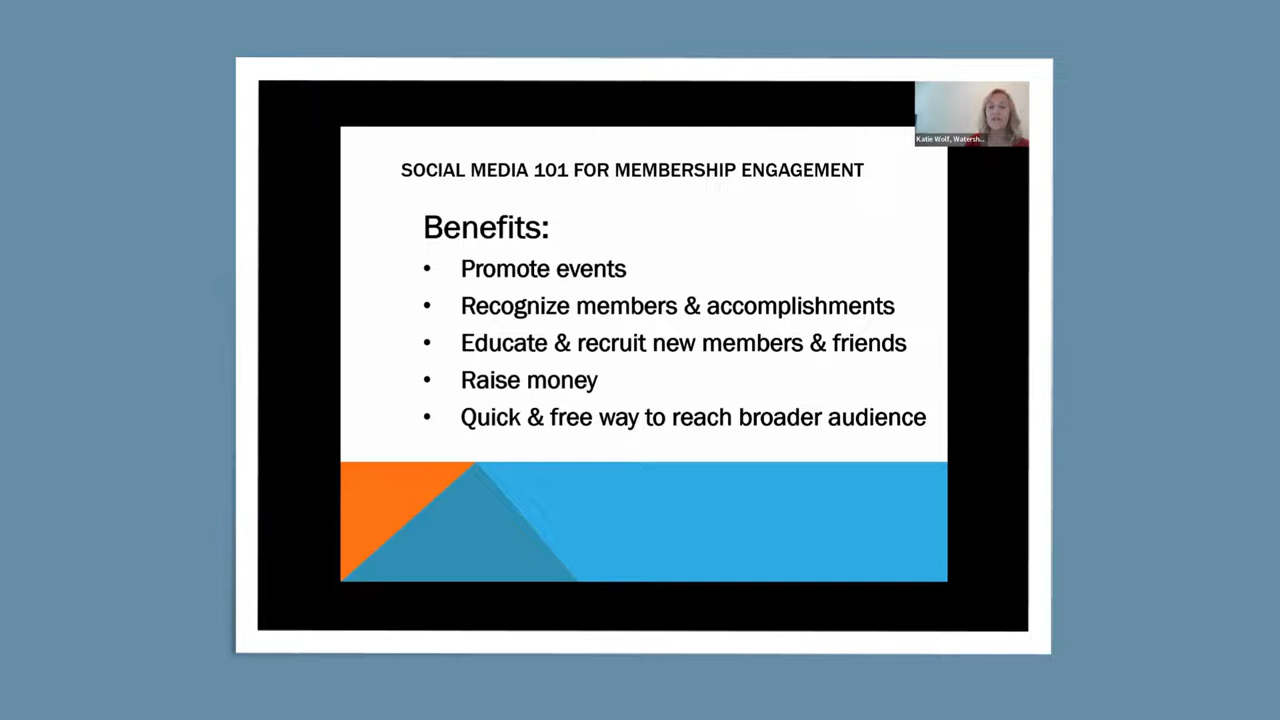 Katie Wolf, Watersh...
SOCIAL MEDIA 101 FOR MEMBERSHIP ENGAGEMENT
Benefits:
• Promote events
• Recognize members & accomplishments
• Educate & recruit new members & friends
• Raise money
• Quick & free way to reach broader audience